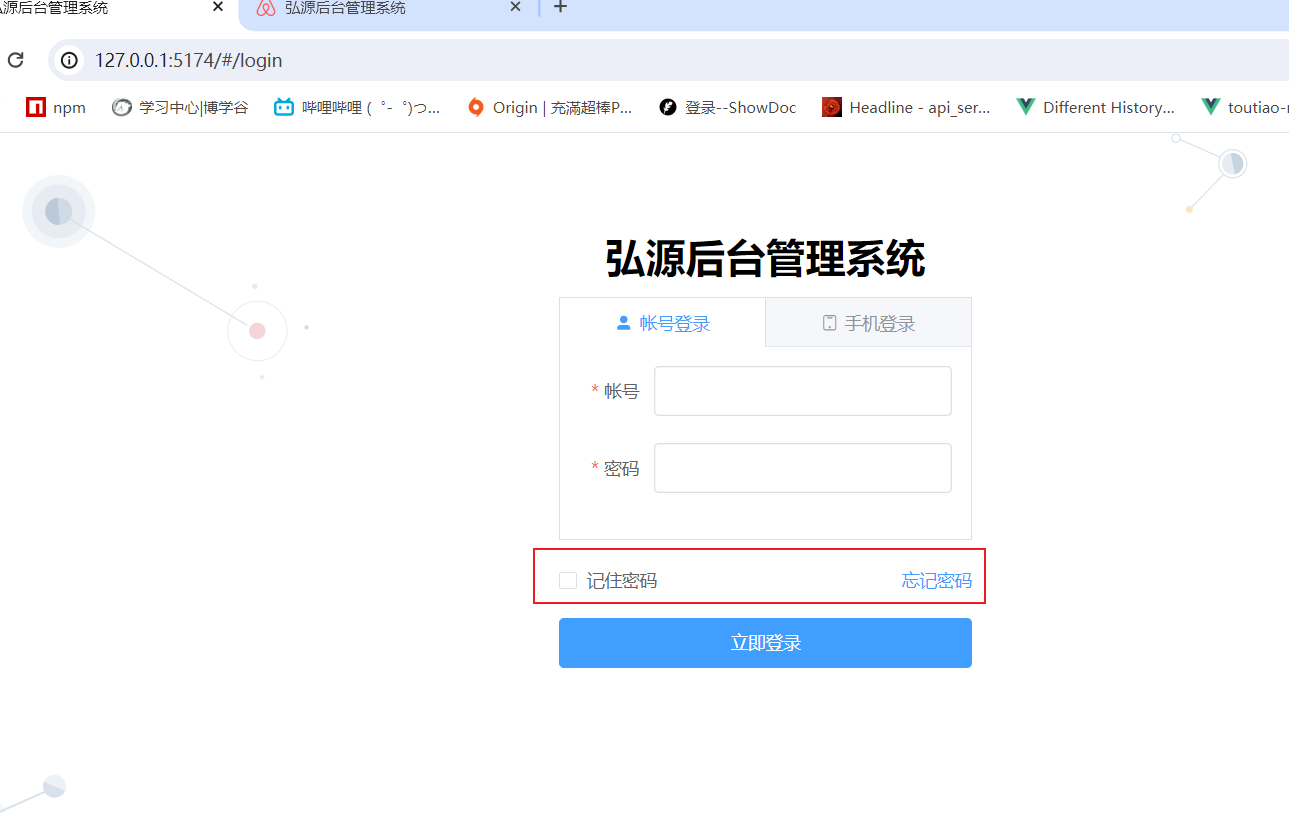 源后台管理系统 弘源后台管理系统
127.0.0.1:5174/#/login
npm 学习中心|博学谷 哔哩哔哩 (゜-゜)つ... Origin | 充满超棒P... 登录--ShowDoc Headline - api_ser... Different History... toutiao-
弘源后台管理系统
帐号登录 手机登录
* 帐号
* 密码
记住密码 忘记密码
立即登录